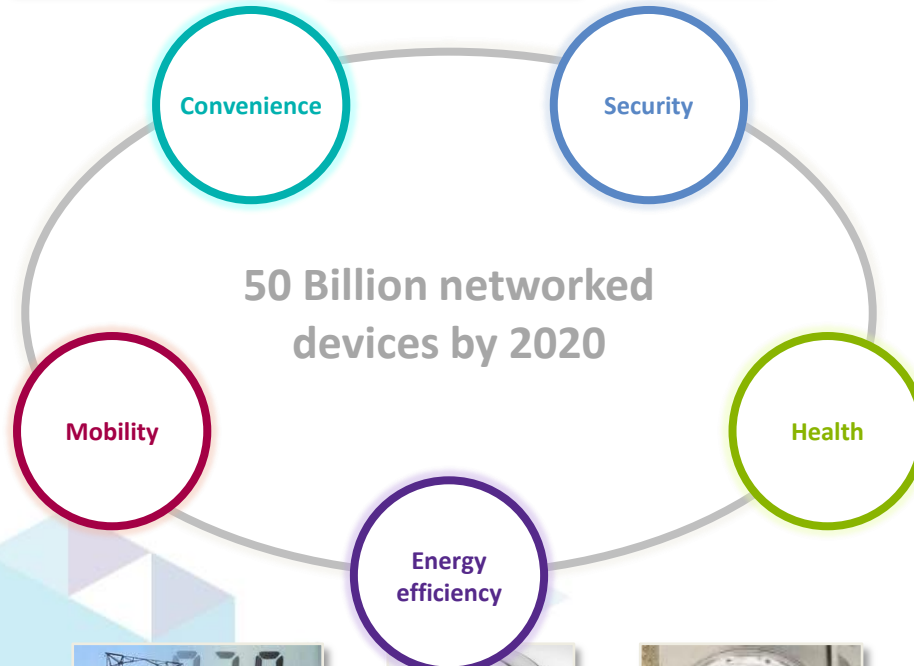 Convenience
Security
50 Billion networked
devices by 2020
Mobility
Health
Energy
efficiency